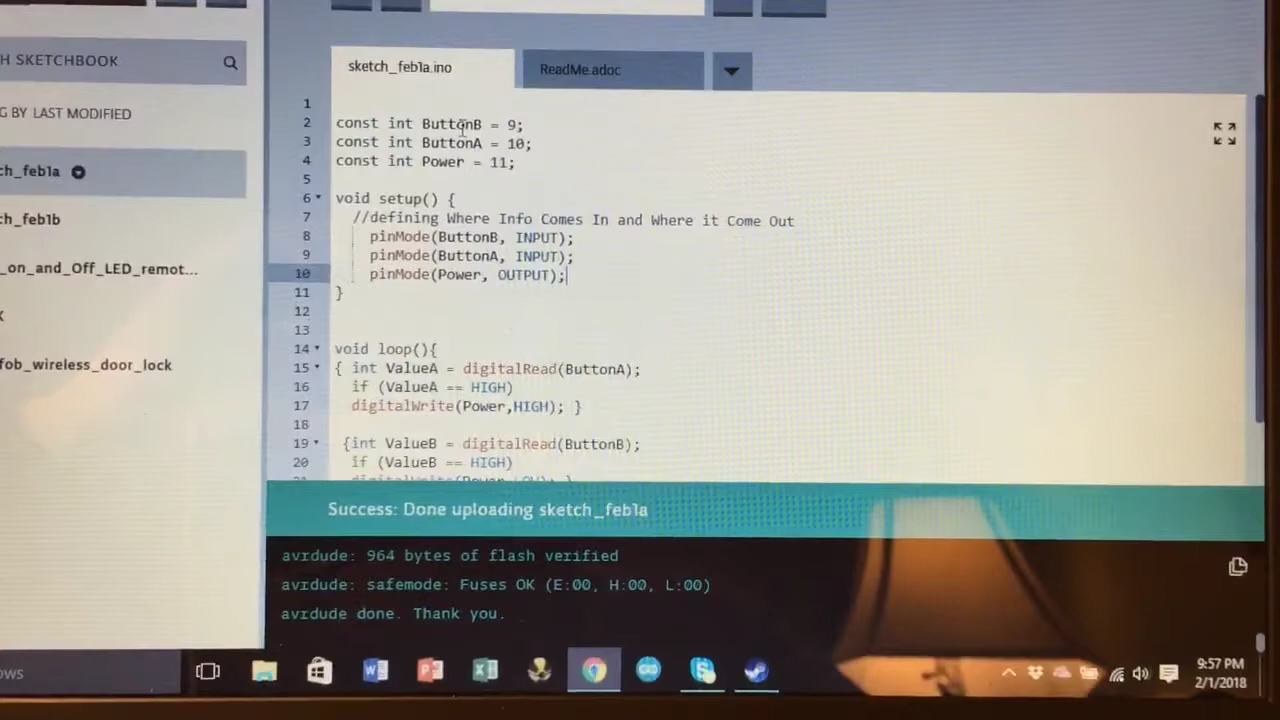 H SKETCHBOOK
G BY LAST MODIFIED
ch_feb1a
ch_feb1b
_on_and_Off_LED_remot...
fob_wireless_door_lock
ows
sketch_feb1a.ino
ReadMe.adoc
1
2 const int ButtonB = 9;
3 const int ButtonA = 10;
4 const int Power = 11;
5
6 void setup() {
7 //defining Where Info Comes In and Where it Come Out
8 pinMode(ButtonB, INPUT);
9 pinMode(ButtonA, INPUT);
10 pinMode(Power, OUTPUT);
11 }
12
13
14 void loop(){
15 { int ValueA = digitalRead(ButtonA);
16 if (ValueA == HIGH)
17 digitalWrite(Power,HIGH); }
18
19 {int ValueB = digitalRead(ButtonB);
20 if (ValueB == HIGH)
Success: Done uploading sketch_feb1a
avrdude: 964 bytes of flash verified
avrdude: safemode: Fuses OK (E:00, H:00, L:00)
avrdude done. Thank you.
9:57 PM
2/1/2018